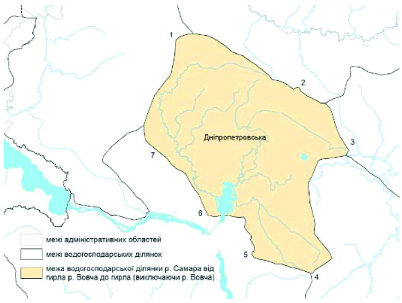 1
2
Дніпропетровська
3
7
6
межі адміністративних областей
межі водогосподарських ділянок
5
межа водогосподарської ділянки р. Самара від
гирла р. Вовча до гирла (виключаючи р. Вовча)
4